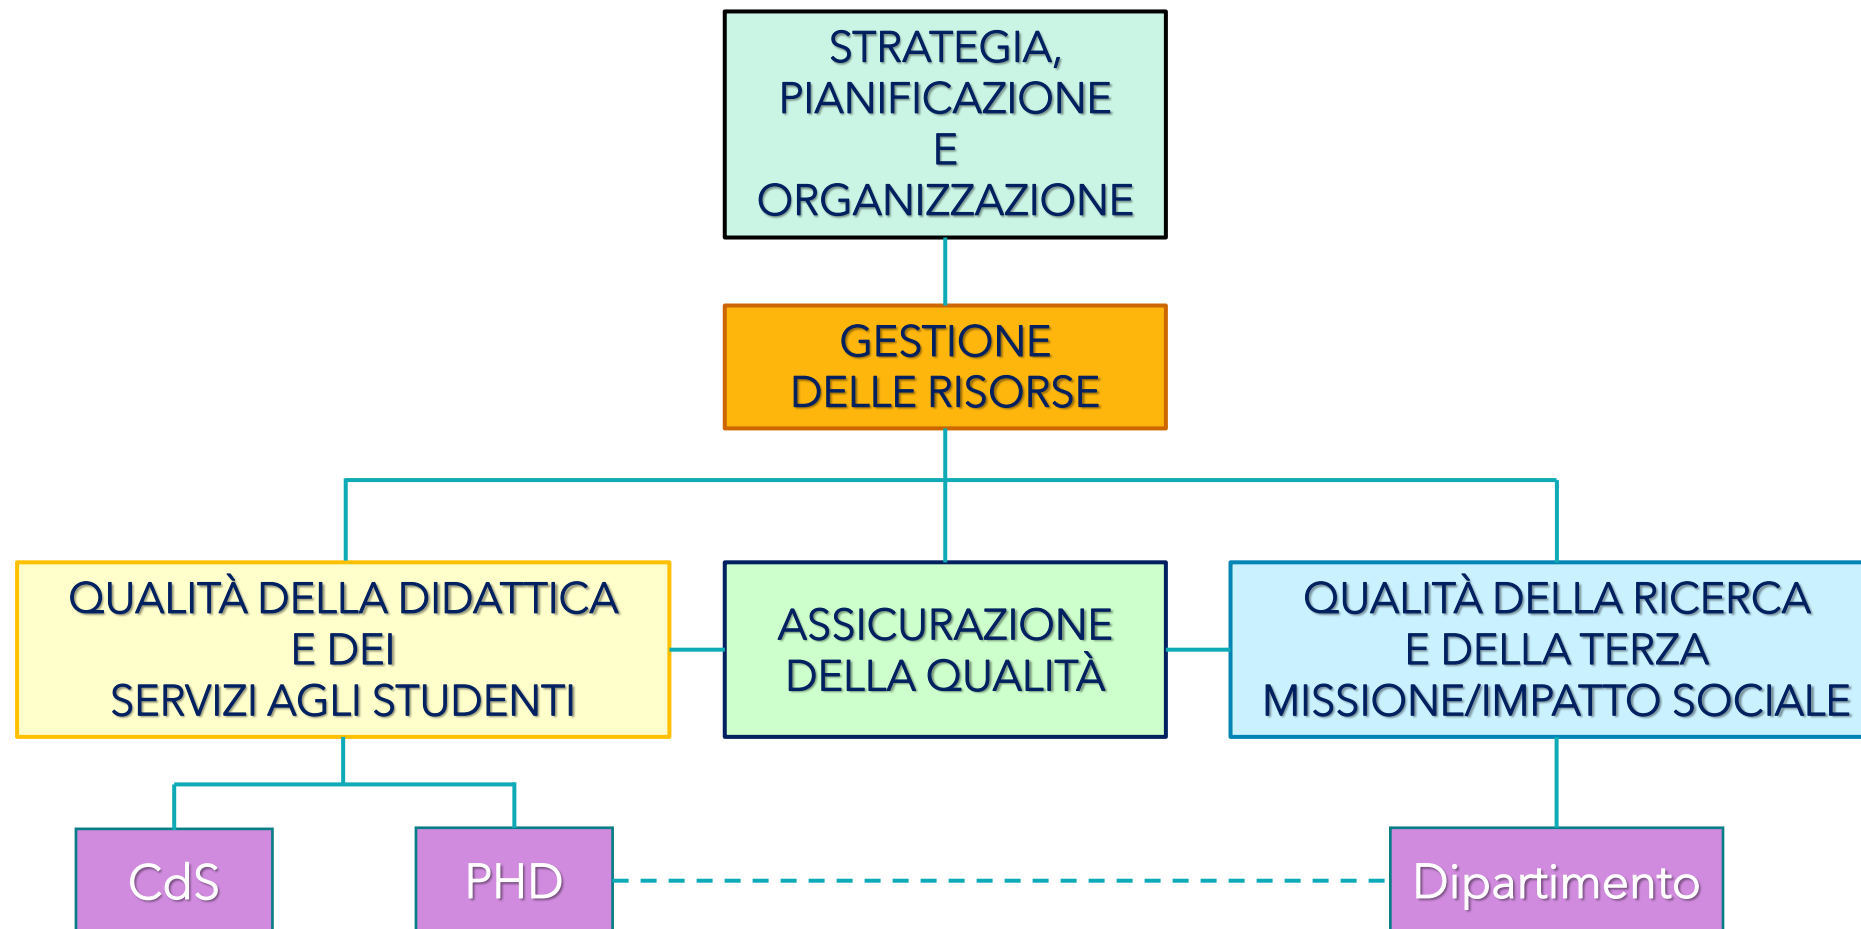 STRATEGIA,
PIANIFICAZIONE
E
ORGANIZZAZIONE
GESTIONE
DELLE RISORSE
QUALITÀ DELLA DIDATTICA
E DEI
SERVIZI AGLI STUDENTI
ASSICURAZIONE
DELLA QUALITÀ
QUALITÀ DELLA RICERCA
E DELLA TERZA
MISSIONE/IMPATTO SOCIALE
CdS
PHD
Dipartimento